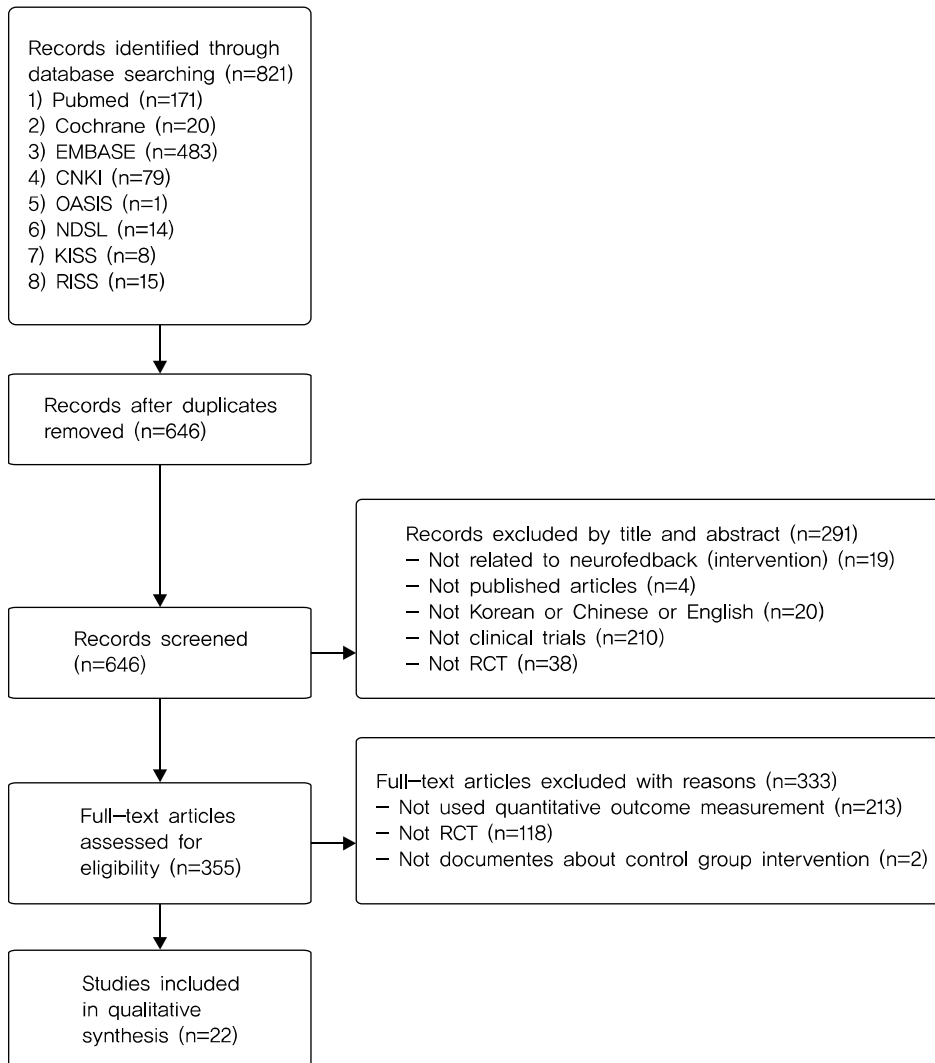 Records identified through
database searching (n=821)
1) Pubmed (n=171)
2) Cochrane (n=20)
3) EMBASE (n=483)
4) CNKI (n=79)
5) OASIS (n=1)
6) NDSL (n=14)
7) KISS (n=8)
8) RISS (n=15)
Records after duplicates
removed (n=646)
Records excluded by title and abstract (n=291)
– Not related to neurofedback (intervention) (n=19)
– Not published articles (n=4)
– Not Korean or Chinese or English (n=20)
– Not clinical trials (n=210)
– Not RCT (n=38)
Records screened
(n=646)
Full-text articles excluded with reasons (n=333)
– Not used quantitative outcome measurement (n=213)
– Not RCT (n=118)
– Not documentes about control group intervention (n=2)
Full-text articles
assessed for
eligibility (n=355)
Studies included
in qualitative
synthesis (n=22)